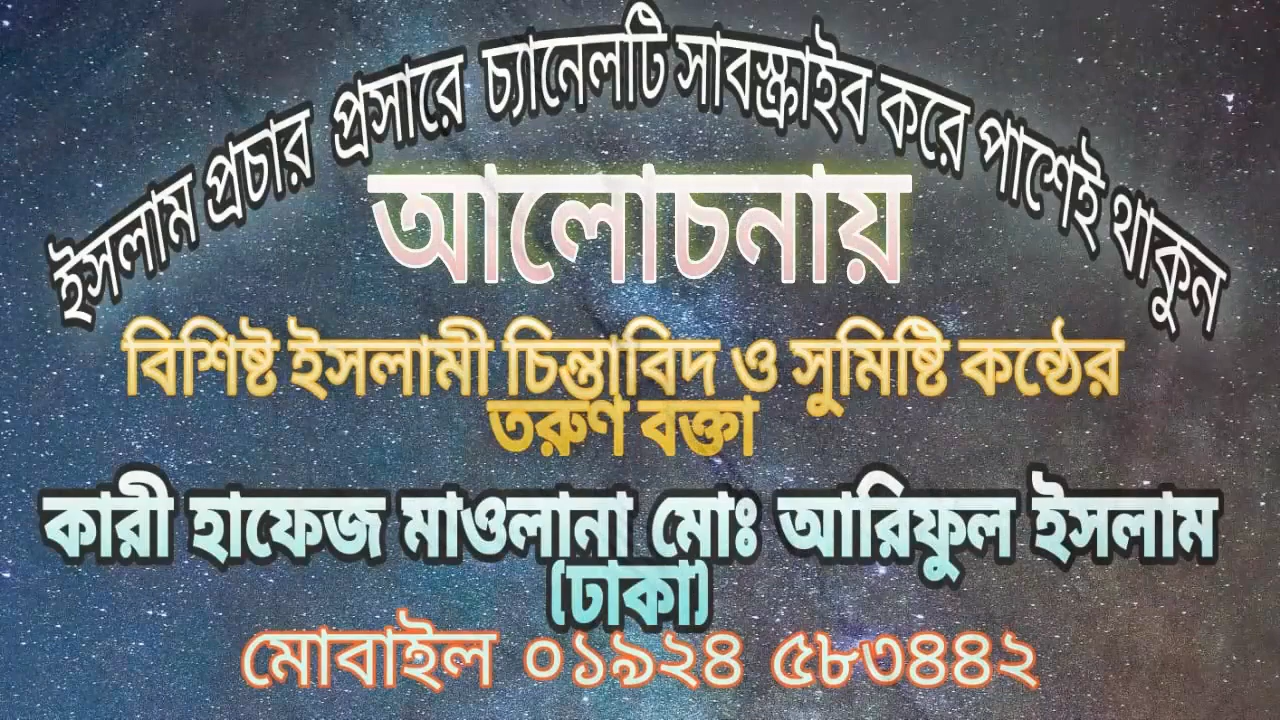 ইসলাম প্রচার প্রসারে চ্যানেলটি সাবস্ক্রাইব করে পাশেই থাকুন
আলোচনায়
বিশিষ্ট ইসলামী চিন্তাবিদ ও সুমিষ্টি কন্ঠের
তরুণ বক্তা
কারী হাফেজ মাওলানা মোঃ আরিফুল ইসলাম
(ঢাকা)
মোবাইল ০১৯২৪ ৫৮৩৪৪২